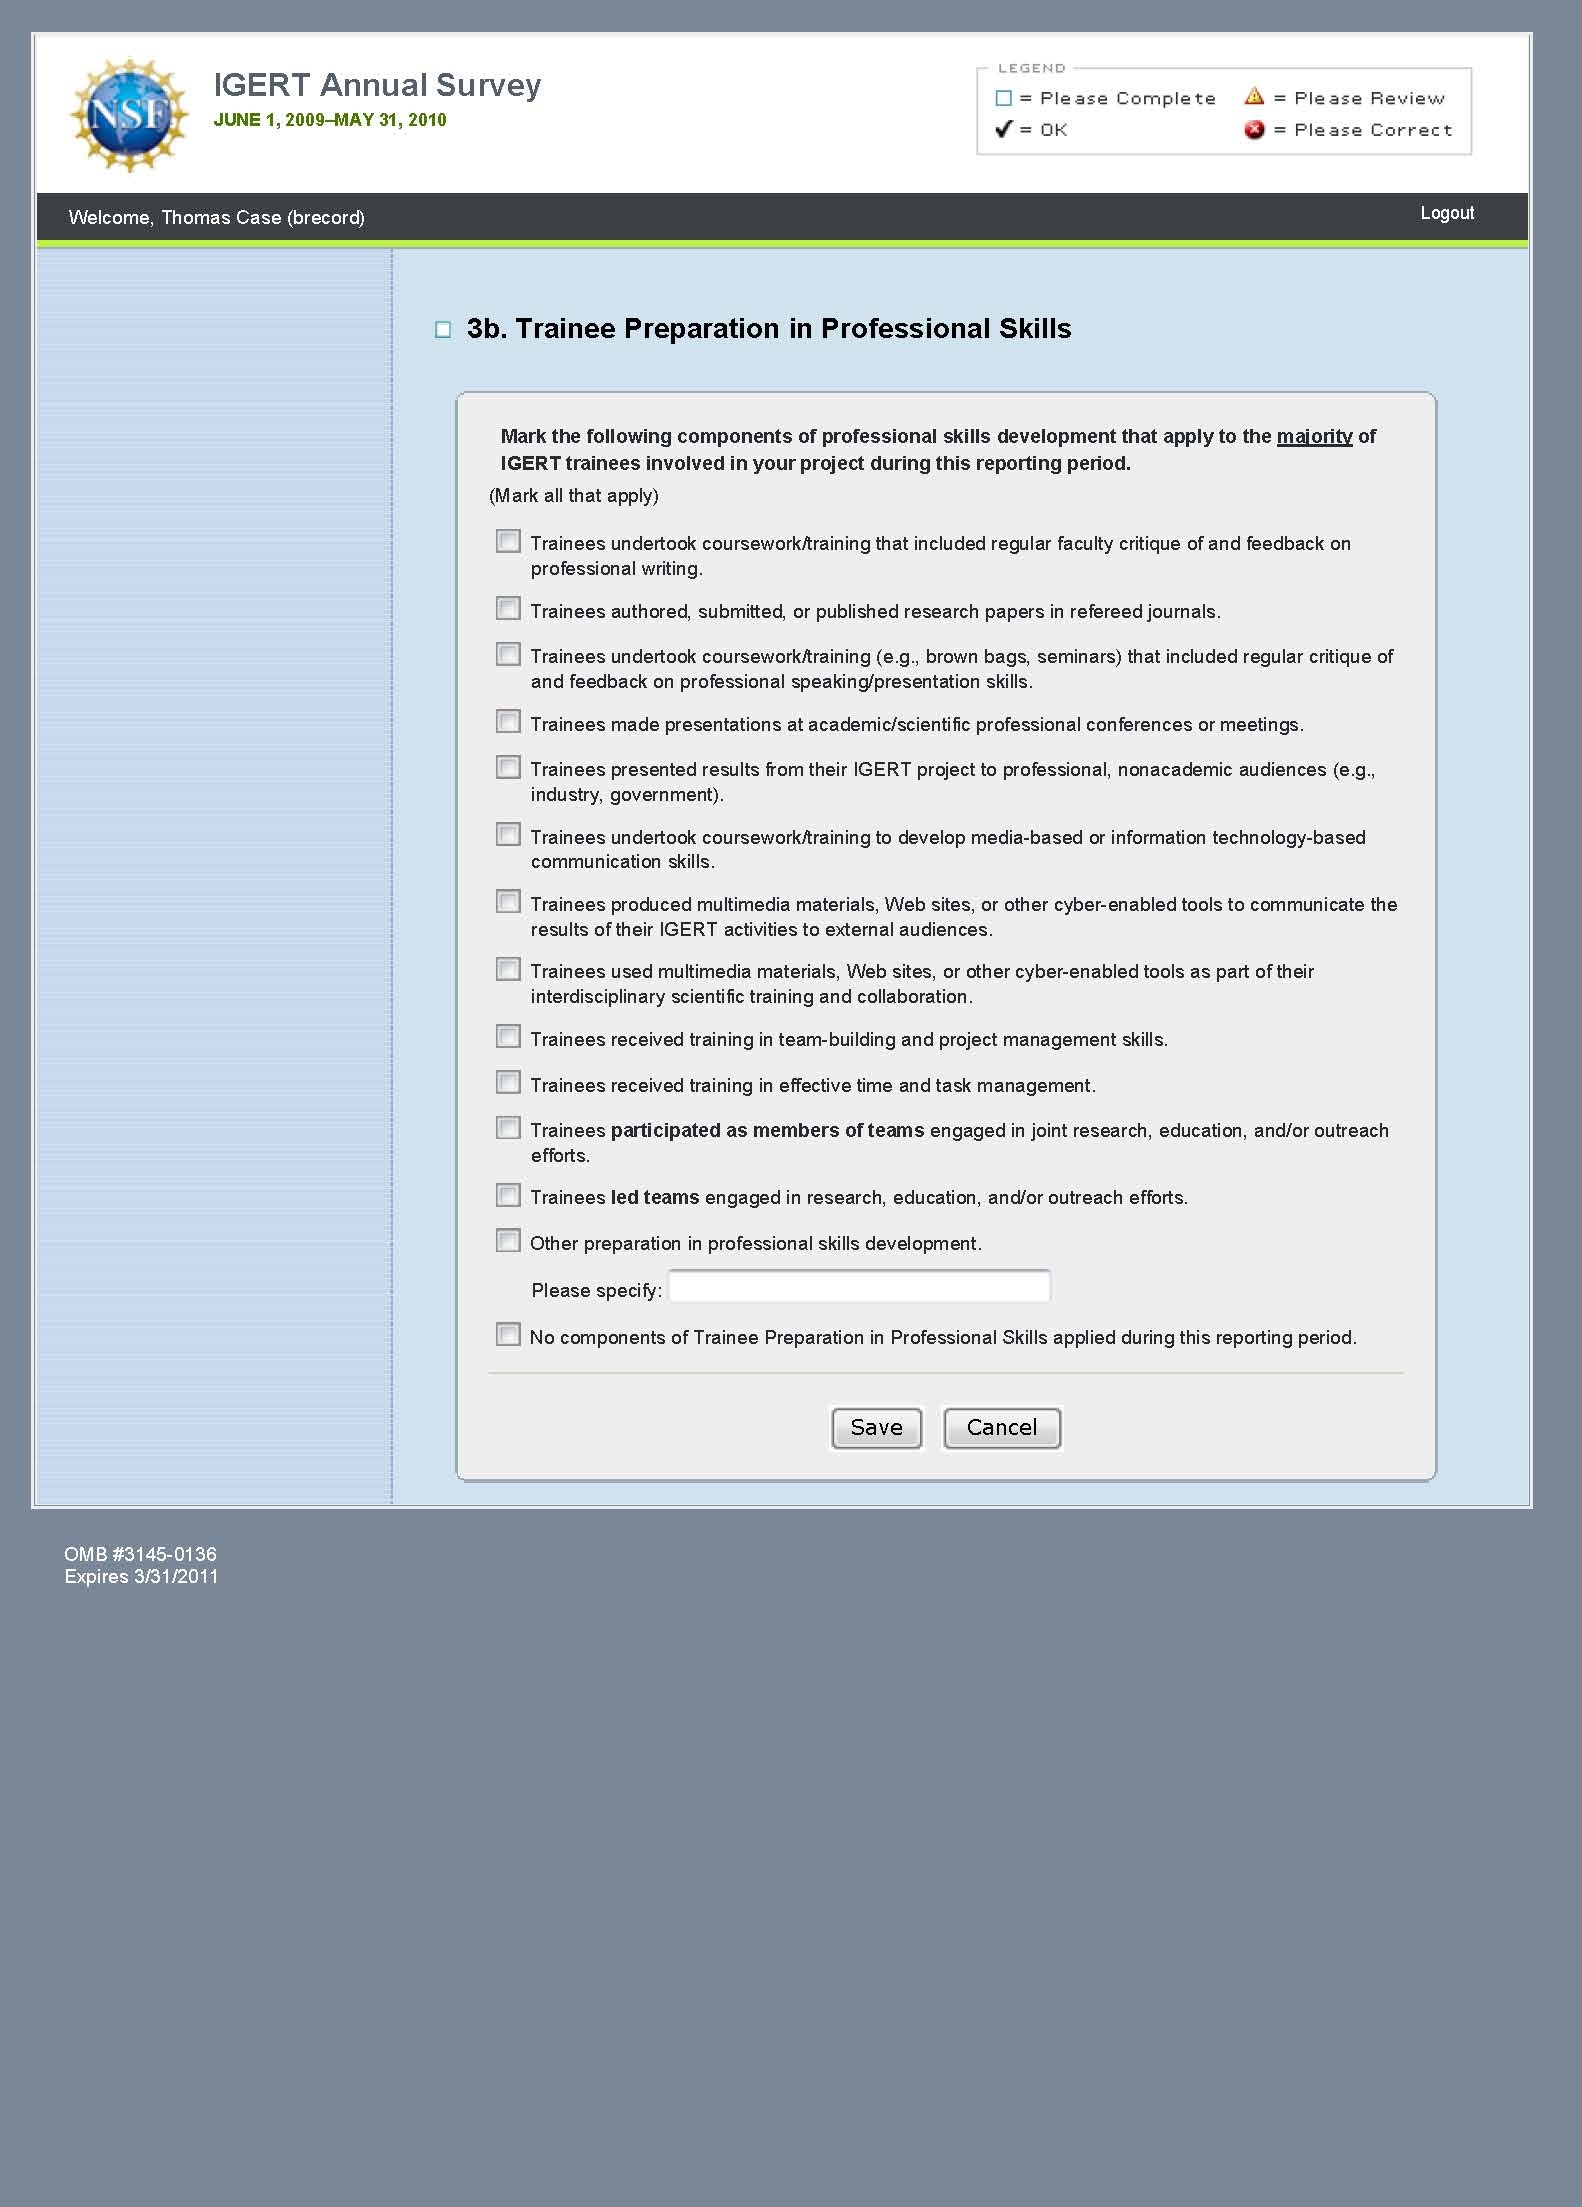 NSF
IGERT Annual Survey
JUNE 1, 2009–MAY 31, 2010
LEGEND
= Please Complete
= Please Review
= OK
= Please Correct
Welcome, Thomas Case (brecord)
Logout
3b. Trainee Preparation in Professional Skills
Mark the following components of professional skills development that apply to the majority of
IGERT trainees involved in your project during this reporting period.
(Mark all that apply)
Trainees undertook coursework/training that included regular faculty critique of and feedback on
professional writing.
Trainees authored, submitted, or published research papers in refereed journals.
Trainees undertook coursework/training (e.g., brown bags, seminars) that included regular critique of
and feedback on professional speaking/presentation skills.
Trainees made presentations at academic/scientific professional conferences or meetings.
Trainees presented results from their IGERT project to professional, nonacademic audiences (e.g.,
industry, government).
Trainees undertook coursework/training to develop media-based or information technology-based
communication skills.
Trainees produced multimedia materials, Web sites, or other cyber-enabled tools to communicate the
results of their IGERT activities to external audiences.
Trainees used multimedia materials, Web sites, or other cyber-enabled tools as part of their
interdisciplinary scientific training and collaboration.
Trainees received training in team-building and project management skills.
Trainees received training in effective time and task management.
Trainees participated as members of teams engaged in joint research, education, and/or outreach
efforts.
Trainees led teams engaged in research, education, and/or outreach efforts.
Other preparation in professional skills development.
Please specify:
No components of Trainee Preparation in Professional Skills applied during this reporting period.
Save
Cancel
OMB #3145-0136
Expires 3/31/2011